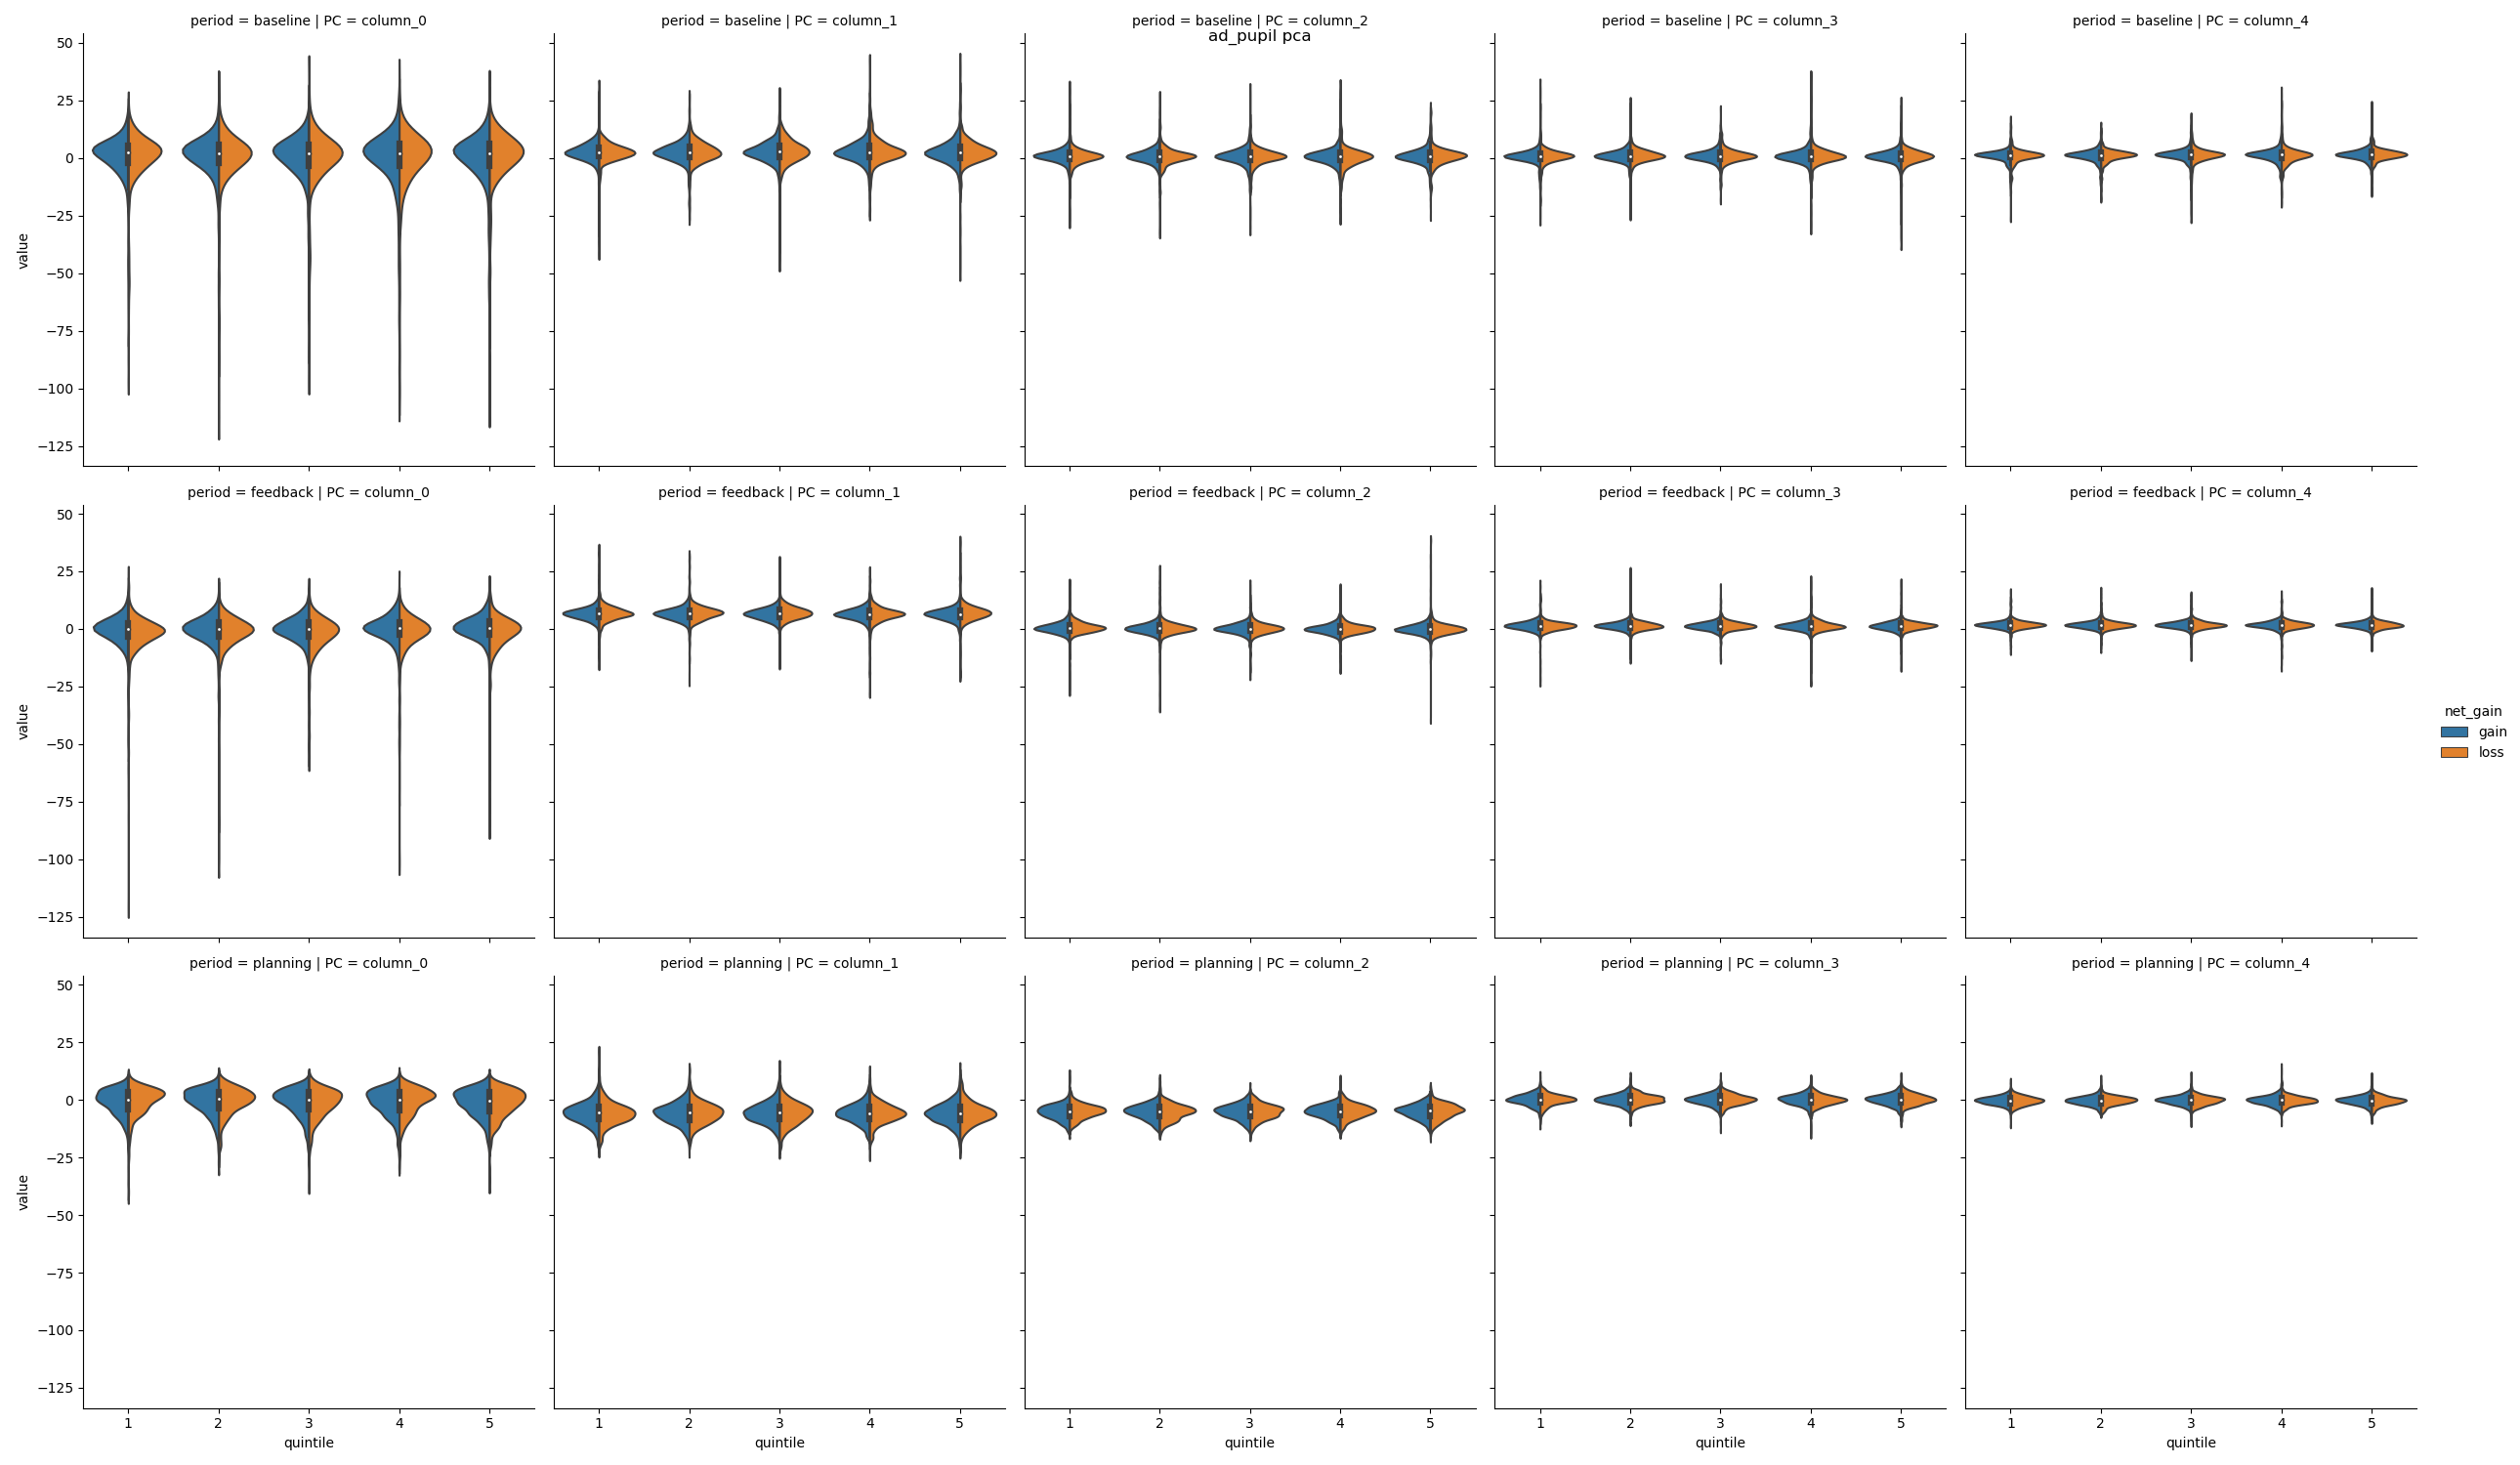 period = baseline | PC = column_0
period = baseline | PC = column_1
period = baseline | PC = column_2
period = baseline | PC = column_3
period = baseline | PC = column_4
ad_pupil pca
50
25
0
−25
−50
−75
−100
−125
value
period = feedback | PC = column_0
period = feedback | PC = column_1
period = feedback | PC = column_2
period = feedback | PC = column_3
period = feedback | PC = column_4
50
25
0
−25
−50
−75
−100
−125
value
net_gain
gain
loss
period = planning | PC = column_0
period = planning | PC = column_1
period = planning | PC = column_2
period = planning | PC = column_3
period = planning | PC = column_4
50
25
0
−25
−50
−75
−100
−125
value
1 2 3 4 5
quintile
1 2 3 4 5
quintile
1 2 3 4 5
quintile
1 2 3 4 5
quintile
1 2 3 4 5
quintile